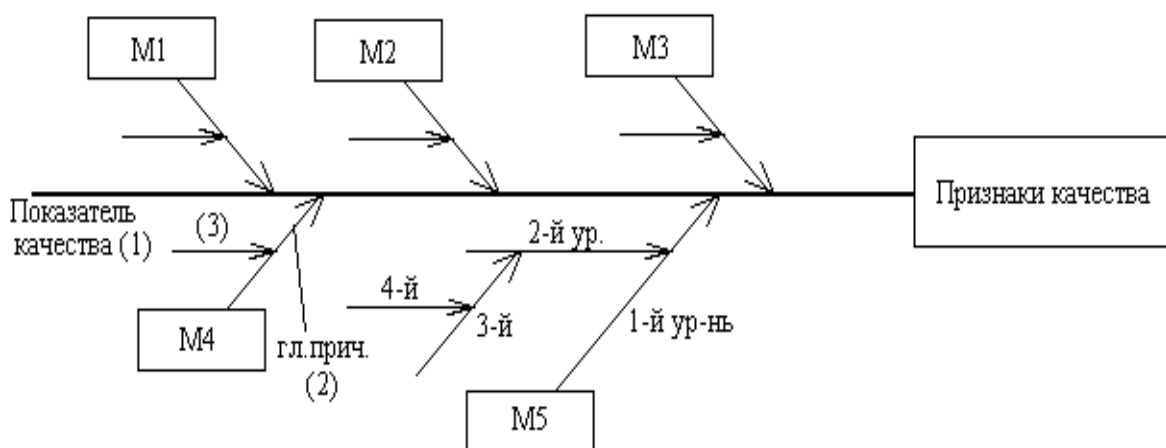 М1
М2
М3
Признаки качества
Показатель
качества (1)
(3)
2-й ур.
4-й
3-й
1-й ур-нь
М4
гл.прич.
(2)
М5